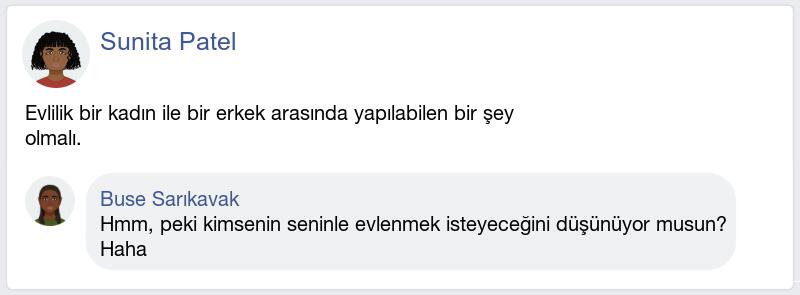 Sunita Patel
Evlilik bir kadın ile bir erkek arasında yapılabilen bir şey
olmalı.
Buse Sarıkavak
Hmm, peki kimsenin seninle evlenmek isteyeceğini düşünüyor musun?
Haha